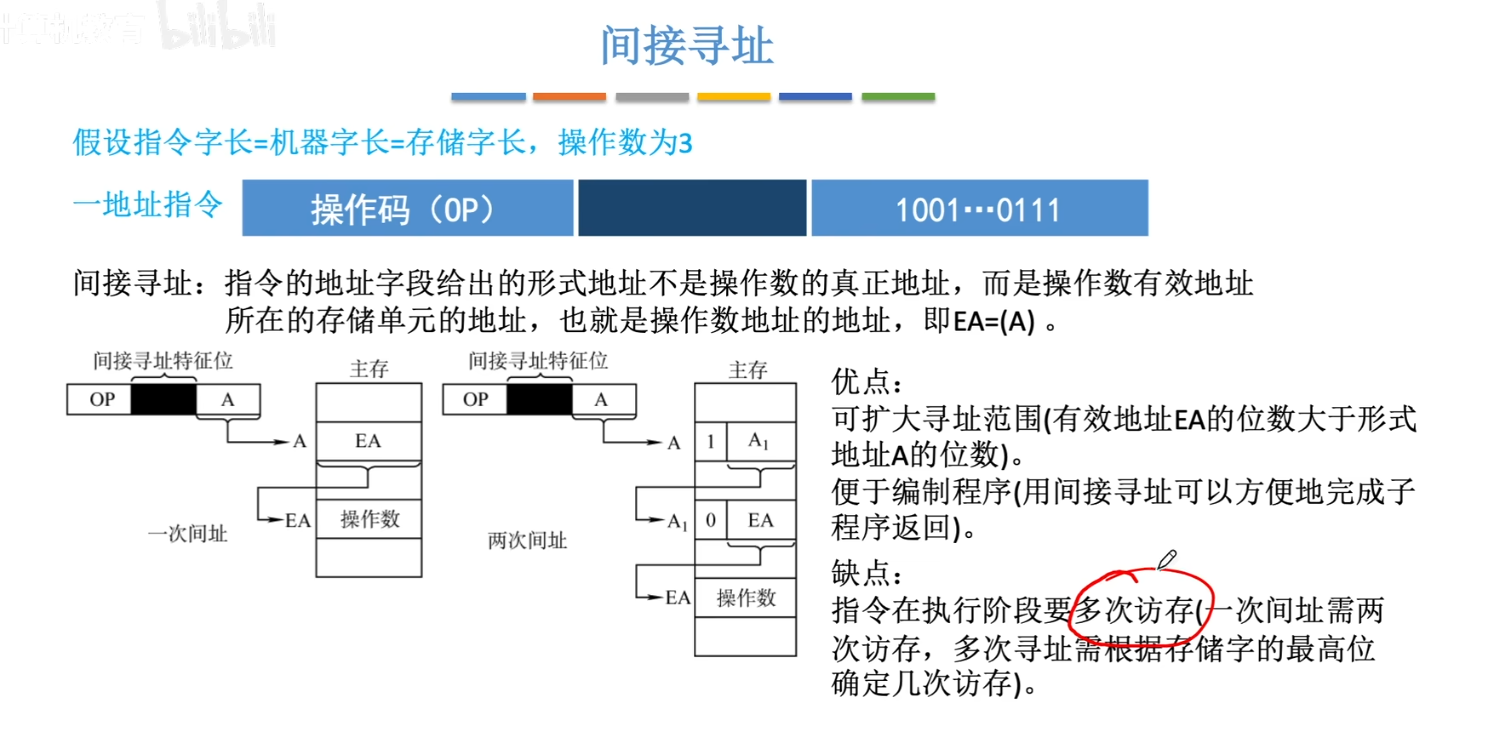 计算机教育 bilibili
间接寻址
假设指令字长=机器字长=存储字长，操作数为3
一地址指令 操作码（OP） 1001…0111
间接寻址：指令的地址字段给出的形式地址不是操作数的真正地址，而是操作数有效地址
所在的存储单元的地址，也就是操作数地址的地址，即EA=(A) 。
间接寻址特征位 主存
OP A
A EA
EA 操作数
一次间址
间接寻址特征位 主存
OP A
A 1 A₁
A₁ 0 EA
两次间址
EA 操作数
优点：
可扩大寻址范围(有效地址EA的位数大于形式
地址A的位数)。
便于编制程序(用间接寻址可以方便地完成子
程序返回)。
缺点：
指令在执行阶段要多次访存(一次间址需两
次访存，多次寻址需根据存储字的最高位
确定几次访存)。